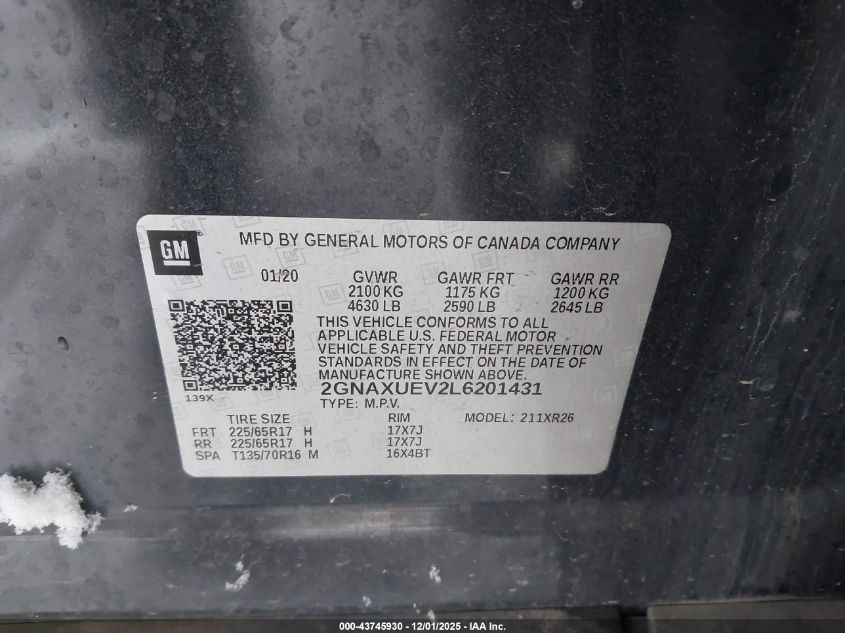 GM
MFD BY GENERAL MOTORS OF CANADA COMPANY
01/20 GVWR GAWR FRT GAWR RR
2100 KG 1175 KG 1200 KG
4630 LB 2590 LB 2645 LB
THIS VEHICLE CONFORMS TO ALL
APPLICABLE U.S. FEDERAL MOTOR
VEHICLE SAFETY AND THEFT PREVENTION
STANDARDS IN EFFECT ON THE DATE OF
MANUFACTURE SHOWN ABOVE.
139X
2GNAXUEV2L6201431
TYPE: M.P.V.
TIRE SIZE RIM MODEL: 211XR26
FRT 225/65R17 H 17X7J
RR 225/65R17 H 17X7J
SPA T135/70R16 M 16X4BT
000-43745930 - 12/01/2025 - IAA Inc.